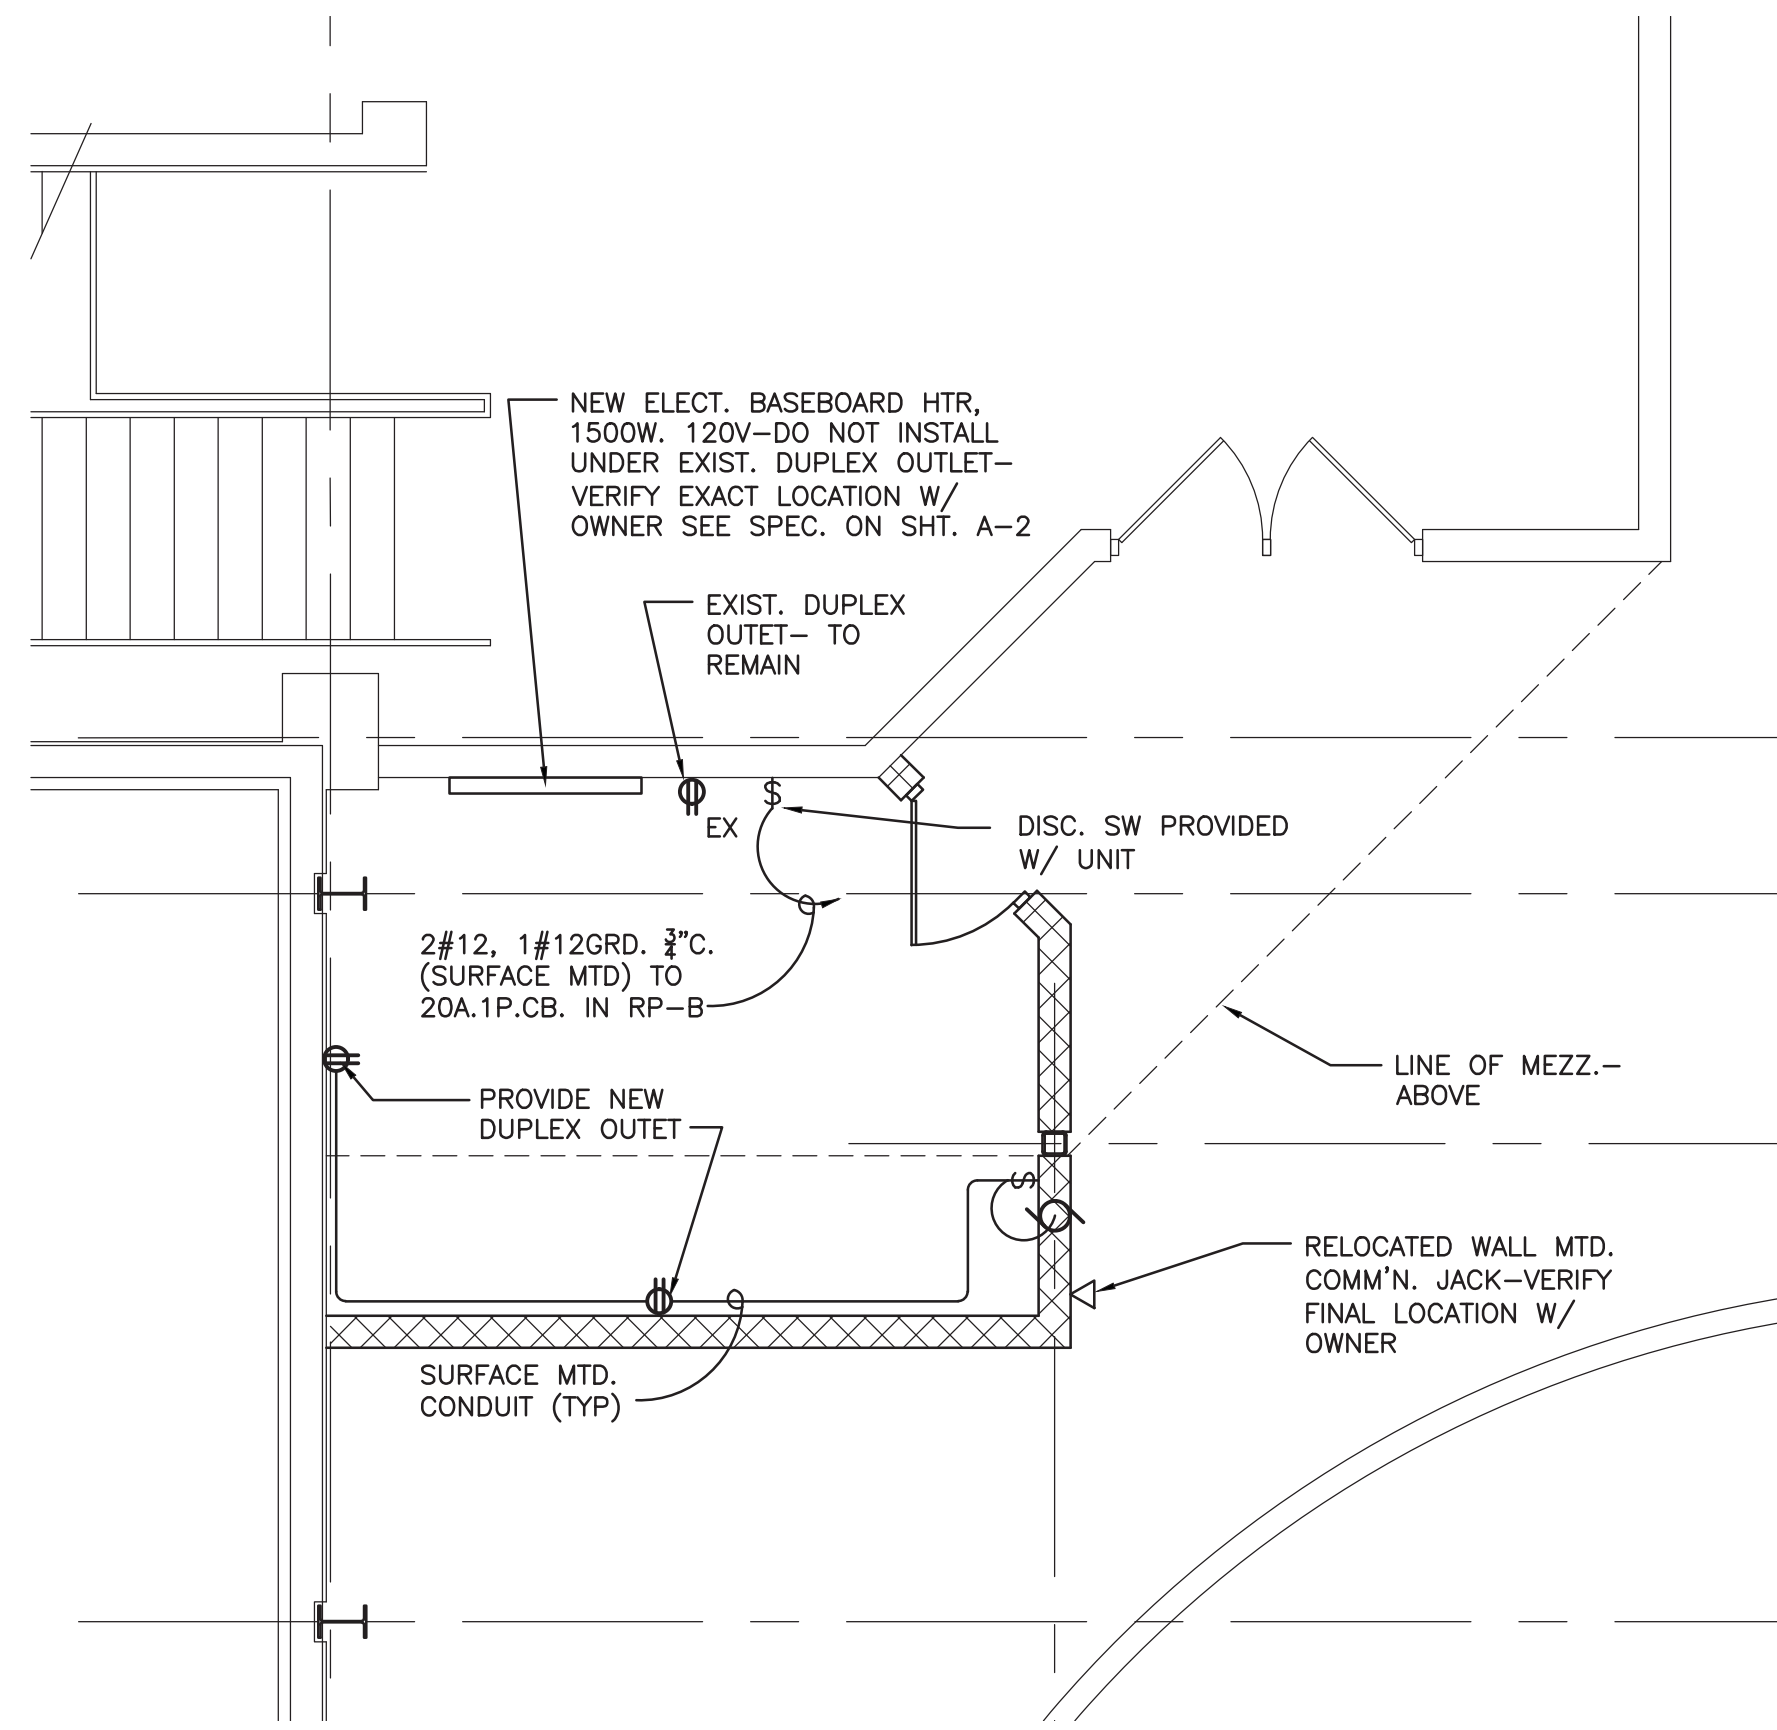 NEW ELECT. BASEBOARD HTR,
1500W. 120V-DO NOT INSTALL
UNDER EXIST. DUPLEX OUTLET-
VERIFY EXACT LOCATION W/
OWNER SEE SPEC. ON SHT. A-2
EXIST. DUPLEX
OUTET- TO
REMAIN
$
EX
DISC. SW PROVIDED
W/ UNIT
2#12, 1#12GRD. ¾"C.
(SURFACE MTD) TO
20A.1P.CB. IN RP-B
PROVIDE NEW
DUPLEX OUTET
LINE OF MEZZ.-
ABOVE
$
RELOCATED WALL MTD.
COMM'N. JACK-VERIFY
FINAL LOCATION W/
OWNER
SURFACE MTD.
CONDUIT (TYP)